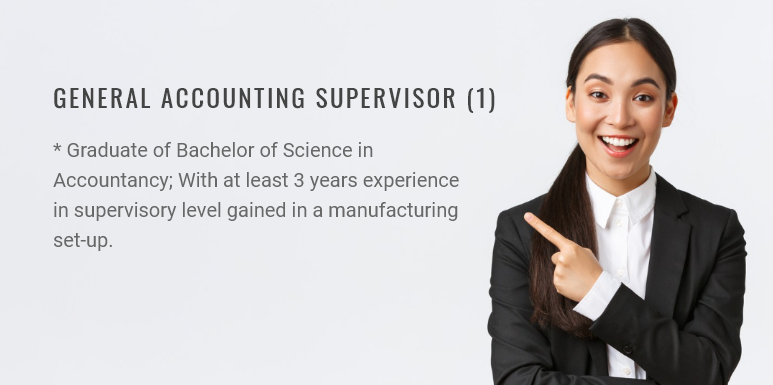 GENERAL ACCOUNTING SUPERVISOR (1)
* Graduate of Bachelor of Science in
Accountancy; With at least 3 years experience
in supervisory level gained in a manufacturing
set-up.